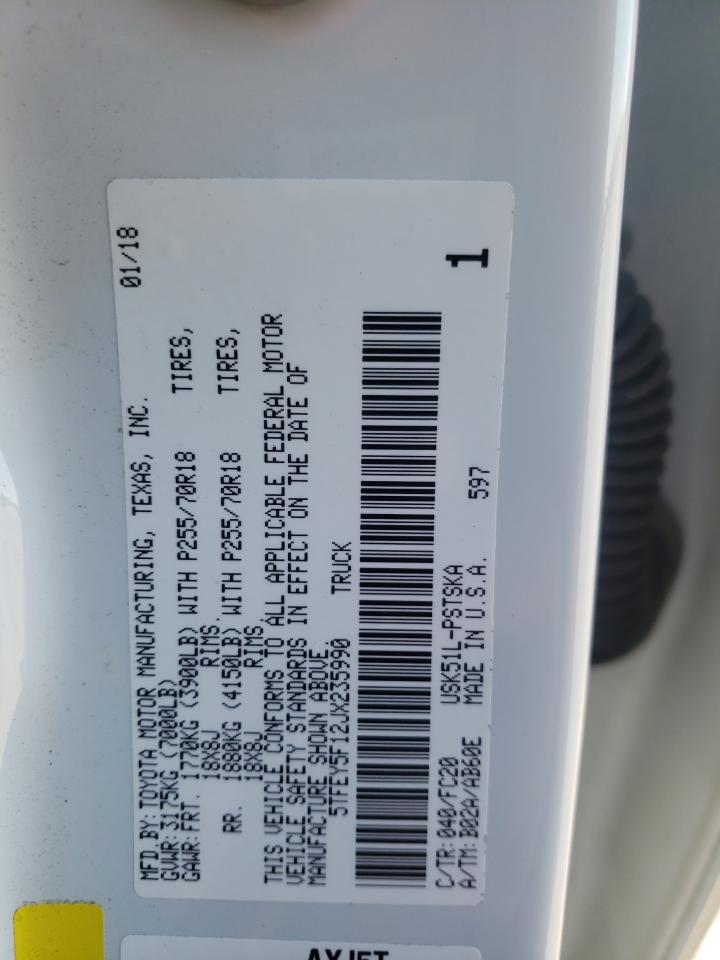 MFD.BY:TOYOTA MOTOR MANUFACTURING, TEXAS, INC. 01/18
GVWR:3175KG (7000LB)
GAWR:FRT. 1770KG (3900LB) WITH P255/70R18 TIRES,
18X8J RIMS.
RR. 1880KG (4150LB) WITH P255/70R18 TIRES,
18X8J RIMS.
THIS VEHICLE CONFORMS TO ALL APPLICABLE FEDERAL MOTOR
VEHICLE SAFETY STANDARDS IN EFFECT ON THE DATE OF
MANUFACTURE SHOWN ABOVE.
5TFEY5F12JX235990 TRUCK
1
C/TR:040/FC20 USK51L-PSTSKA 597
A/TM:B02A/AB60E MADE IN U.S.A.